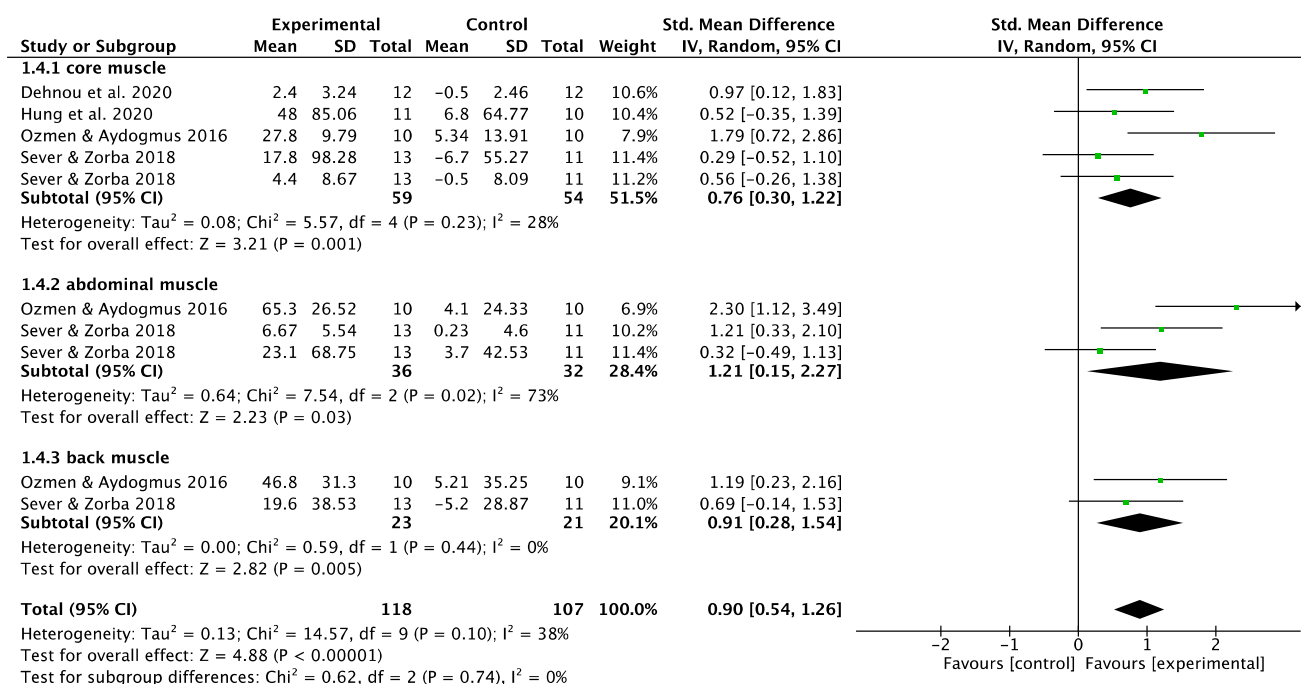 Experimental Control Std. Mean Difference Std. Mean Difference
Study or Subgroup Mean SD Total Mean SD Total Weight IV, Random, 95% CI IV, Random, 95% CI
1.4.1 core muscle
Dehnou et al. 2020 2.4 3.24 12 −0.5 2.46 12 10.6% 0.97 [0.12, 1.83]
Hung et al. 2020 48 85.06 11 6.8 64.77 10 10.4% 0.52 [−0.35, 1.39]
Ozmen & Aydogmus 2016 27.8 9.79 10 5.34 13.91 10 7.9% 1.79 [0.72, 2.86]
Sever & Zorba 2018 17.8 98.28 13 −6.7 55.27 11 11.4% 0.29 [−0.52, 1.10]
Sever & Zorba 2018 4.4 8.67 13 −0.5 8.09 11 11.2% 0.56 [−0.26, 1.38]
Subtotal (95% CI) 59 54 51.5% 0.76 [0.30, 1.22]
Heterogeneity: Tau² = 0.08; Chi² = 5.57, df = 4 (P = 0.23); I² = 28%
Test for overall effect: Z = 3.21 (P = 0.001)
1.4.2 abdominal muscle
Ozmen & Aydogmus 2016 65.3 26.52 10 4.1 24.33 10 6.9% 2.30 [1.12, 3.49]
Sever & Zorba 2018 6.67 5.54 13 0.23 4.6 11 10.2% 1.21 [0.33, 2.10]
Sever & Zorba 2018 23.1 68.75 13 3.7 42.53 11 11.4% 0.32 [−0.49, 1.13]
Subtotal (95% CI) 36 32 28.4% 1.21 [0.15, 2.27]
Heterogeneity: Tau² = 0.64; Chi² = 7.54, df = 2 (P = 0.02); I² = 73%
Test for overall effect: Z = 2.23 (P = 0.03)
1.4.3 back muscle
Ozmen & Aydogmus 2016 46.8 31.3 10 5.21 35.25 10 9.1% 1.19 [0.23, 2.16]
Sever & Zorba 2018 19.6 38.53 13 −5.2 28.87 11 11.0% 0.69 [−0.14, 1.53]
Subtotal (95% CI) 23 21 20.1% 0.91 [0.28, 1.54]
Heterogeneity: Tau² = 0.00; Chi² = 0.59, df = 1 (P = 0.44); I² = 0%
Test for overall effect: Z = 2.82 (P = 0.005)
Total (95% CI) 118 107 100.0% 0.90 [0.54, 1.26]
Heterogeneity: Tau² = 0.13; Chi² = 14.57, df = 9 (P = 0.10); I² = 38%
Test for overall effect: Z = 4.88 (P < 0.00001)
Test for subgroup differences: Chi² = 0.62, df = 2 (P = 0.74), I² = 0%
−2 −1 0 1 2
Favours [control] Favours [experimental]